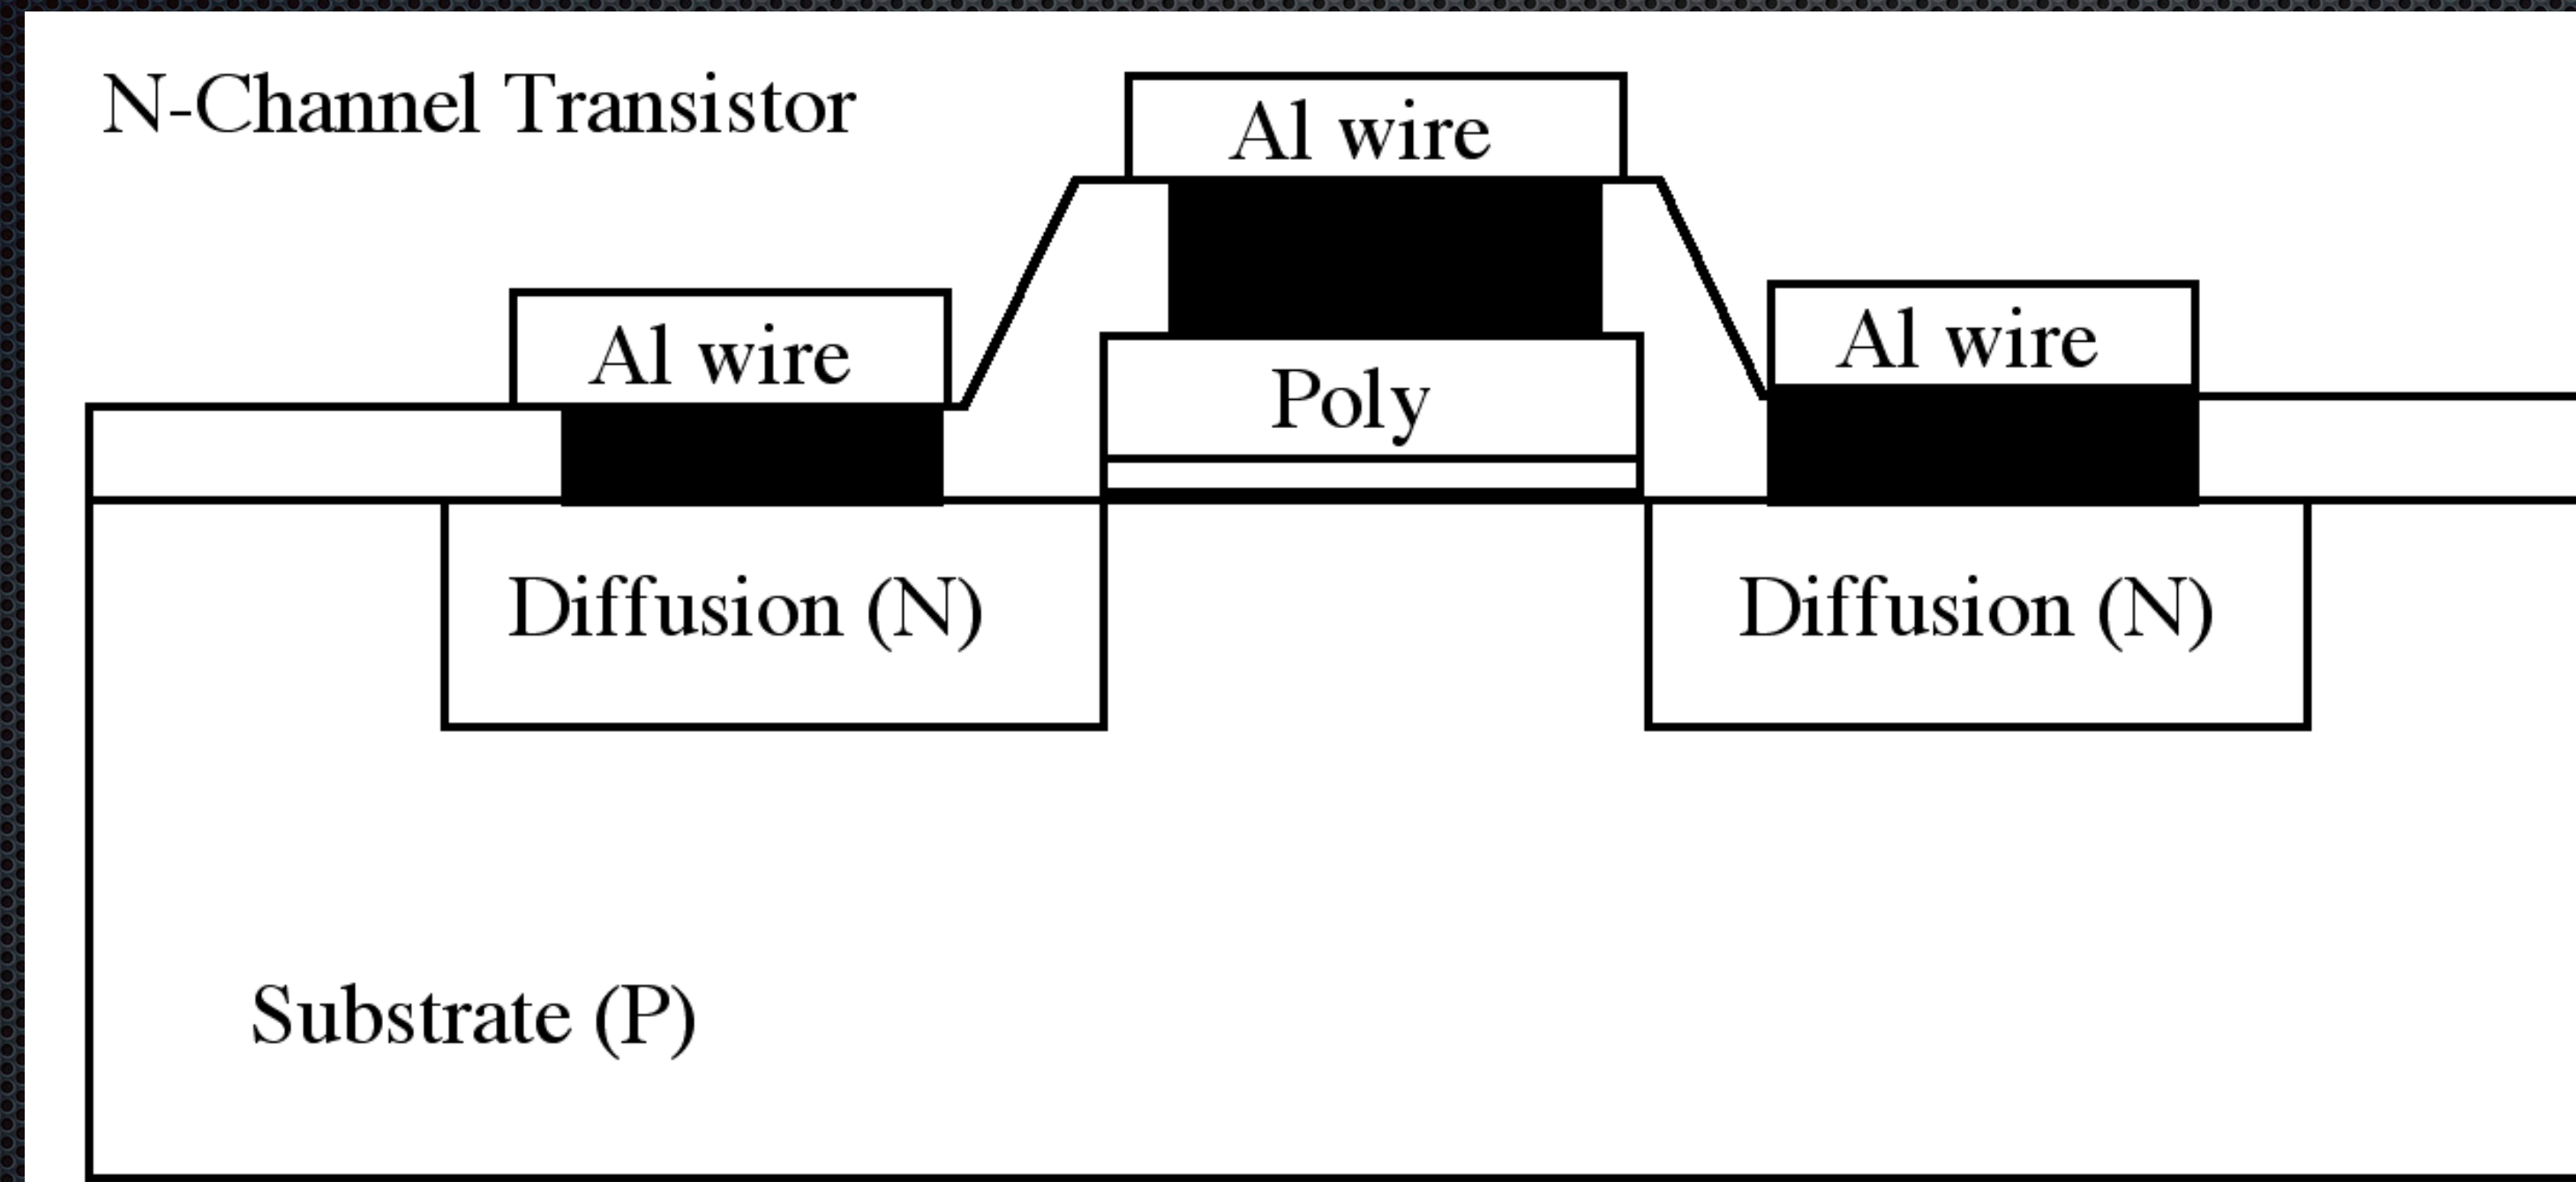 N-Channel Transistor
Al wire
Al wire
Al wire
Poly
Diffusion (N)
Diffusion (N)
Substrate (P)